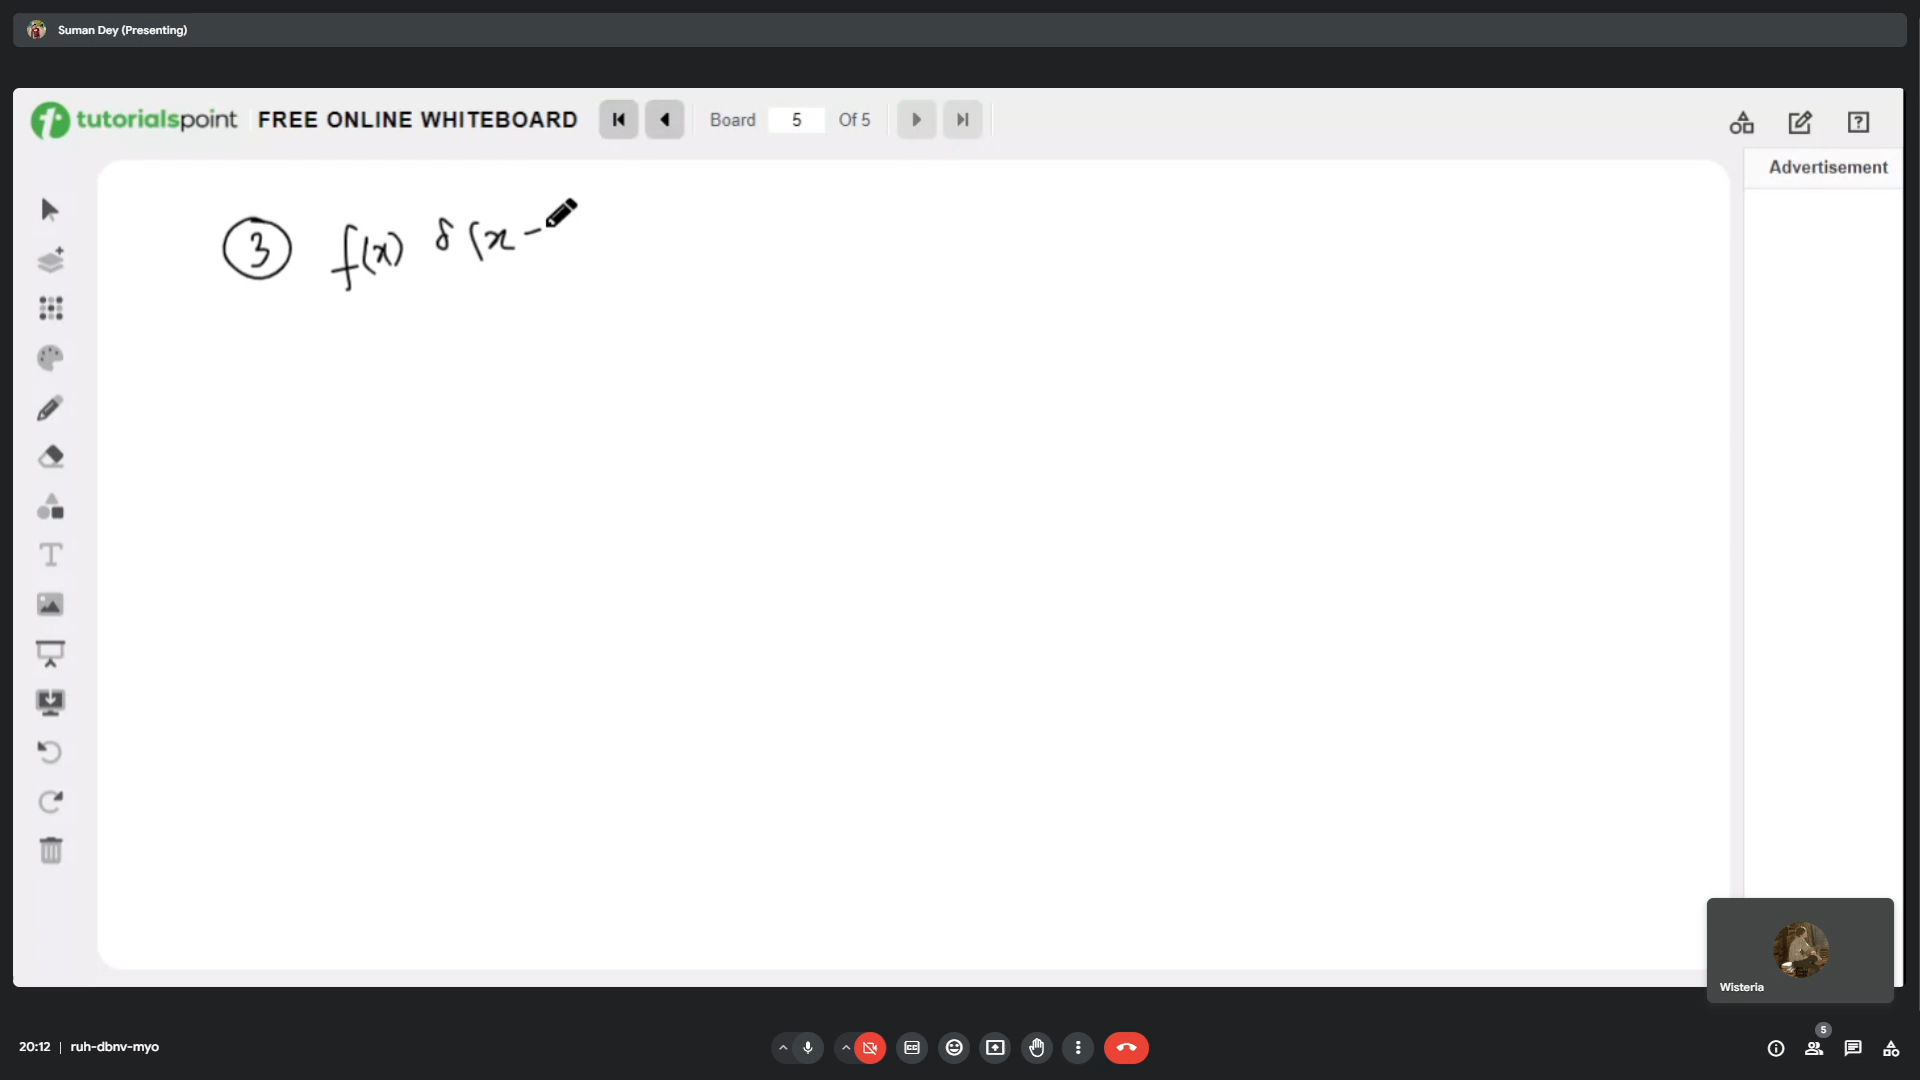 Suman Dey (Presenting)
tutorialspoint FREE ONLINE WHITEBOARD Board 5 Of 5
Advertisement
3 f(x) δ(x -
T
Wisteria
20:12 | ruh-dbnv-myo
5